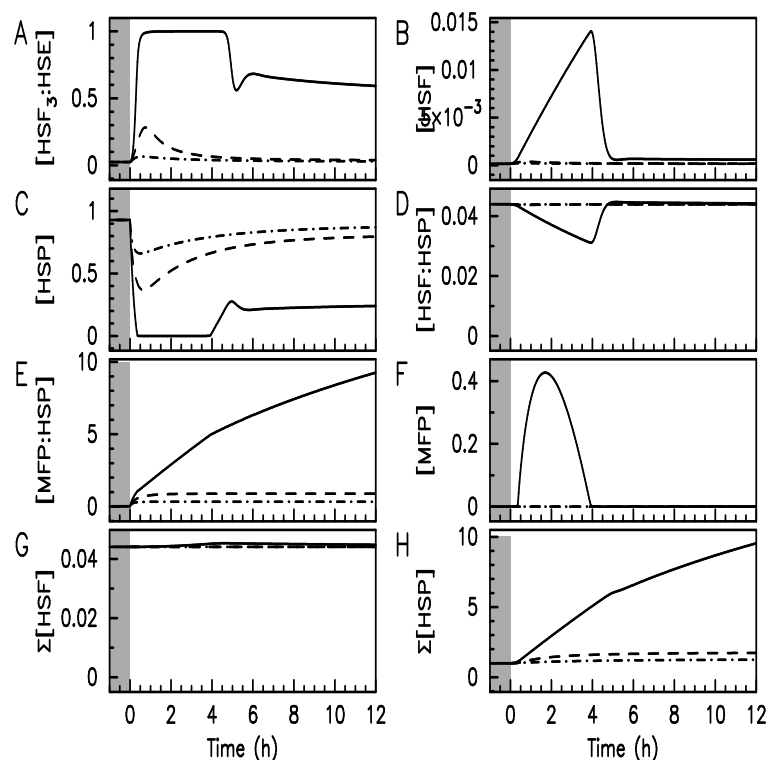 A
[HSF3:HSE]
1
0.5
0
B
[HSF]
0.015
0.01
5×10−3
0
C
[HSP]
1
0.5
0
D
[HSF:HSP]
0.04
0.02
0
E
[MFP:HSP]
10
5
0
F
[MFP]
0.4
0.2
0
G
Σ[HSF]
0.04
0.02
0
0 2 4 6 8 10 12
Time (h)
H
Σ[HSP]
10
5
0
0 2 4 6 8 10 12
Time (h)